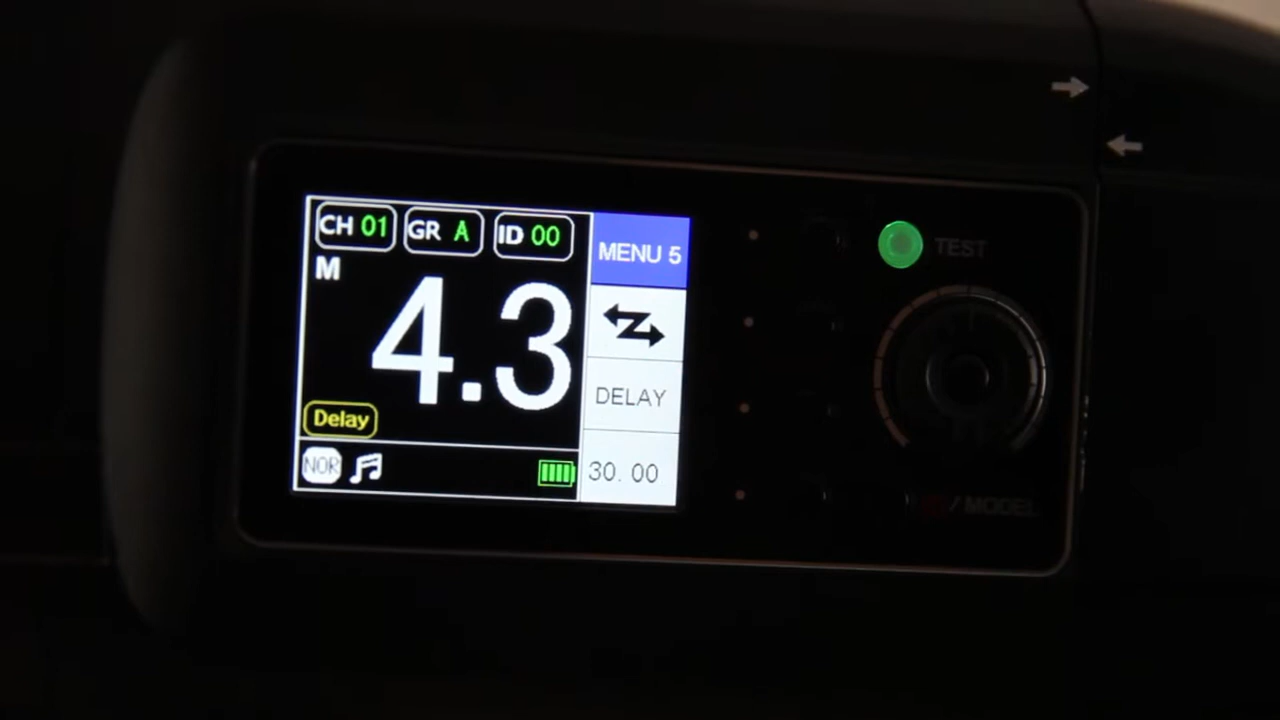 CH 01 GR A ID 00
M
4.3
Delay
NOR
MENU 5
DELAY
30. 00
TEST
/ MODEL